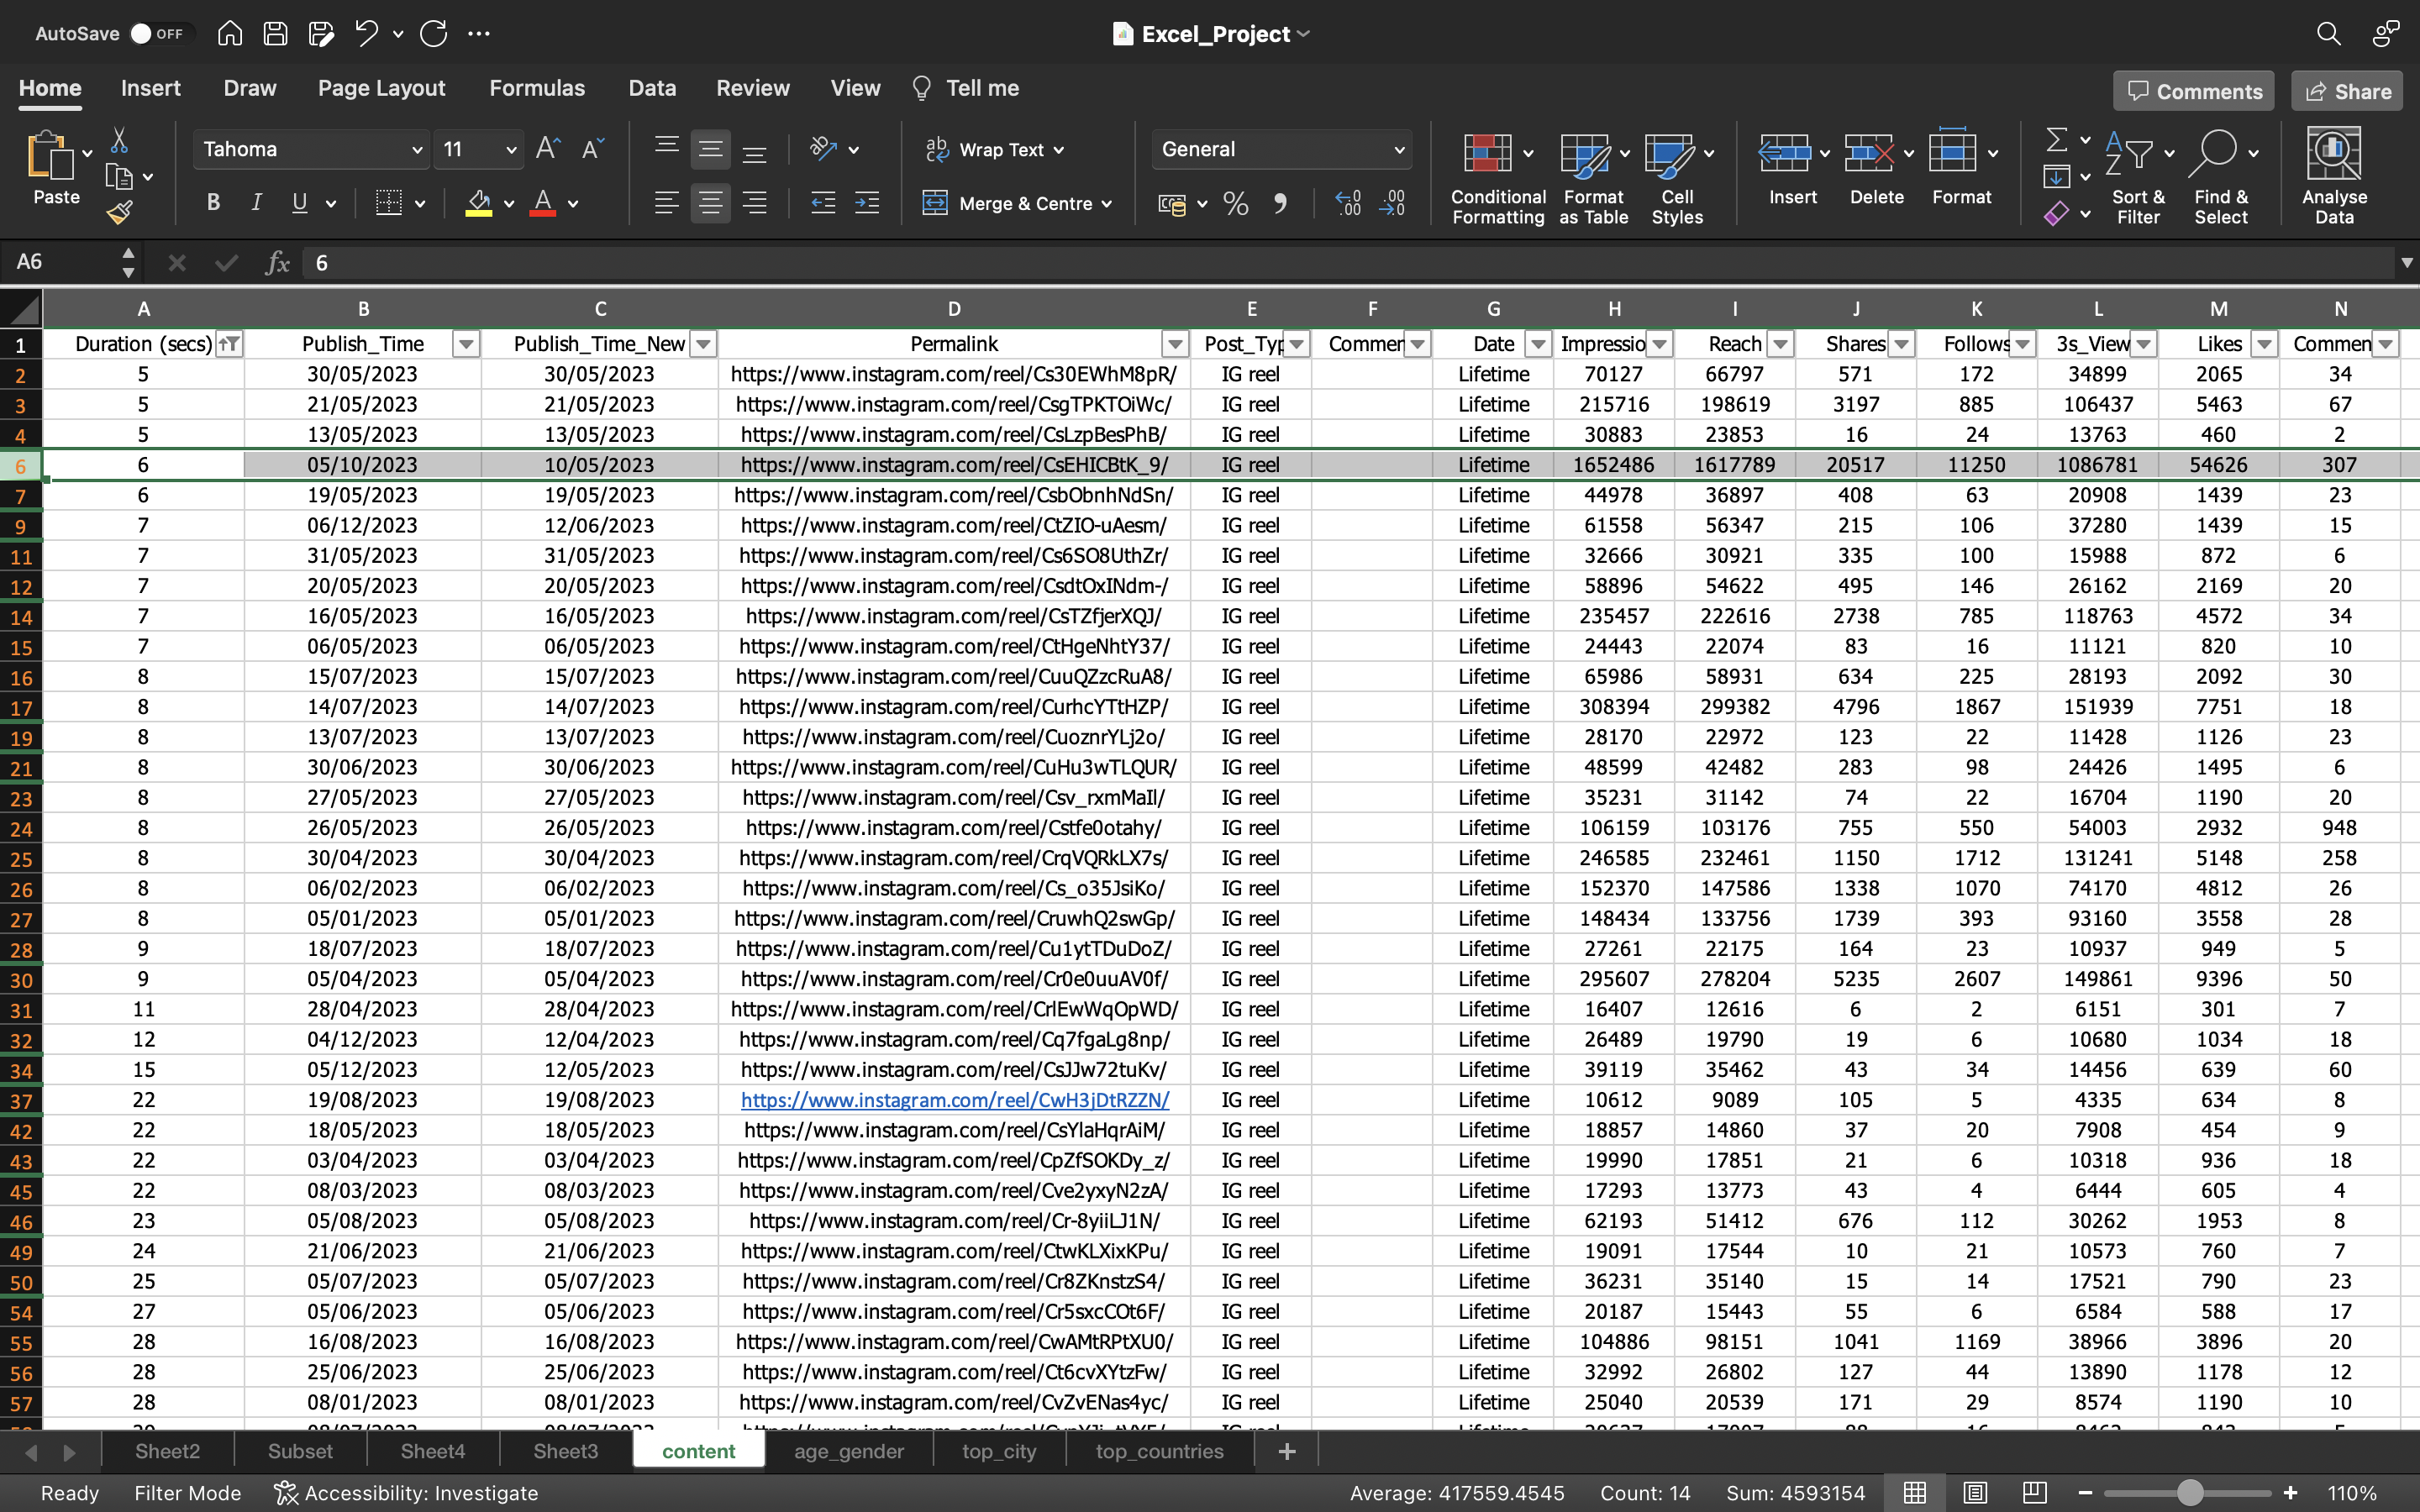 AutoSave OFF Excel_Project
Home Insert Draw Page Layout Formulas Data Review View Tell me Comments Share
Paste Tahoma 11 Wrap Text General Conditional Formatting Format as Table Cell Styles Insert Delete Format Sort & Filter Find & Select Analyse Data
B I U Merge & Centre
A6 fx 6
A B C D E F G H I J K L M N
1 Duration (secs) Publish_Time Publish_Time_New Permalink Post_Typ Commer Date Impressio Reach Shares Follows 3s_View Likes Commen
2 5 30/05/2023 30/05/2023 https://www.instagram.com/reel/Cs30EWhM8pR/ IG reel Lifetime 70127 66797 571 172 34899 2065 34
3 5 21/05/2023 21/05/2023 https://www.instagram.com/reel/CsgTPKTOiWc/ IG reel Lifetime 215716 198619 3197 885 106437 5463 67
4 5 13/05/2023 13/05/2023 https://www.instagram.com/reel/CsLzpBesPhB/ IG reel Lifetime 30883 23853 16 24 13763 460 2
6 6 05/10/2023 10/05/2023 https://www.instagram.com/reel/CsEHICBtK_9/ IG reel Lifetime 1652486 1617789 20517 11250 1086781 54626 307
7 6 19/05/2023 19/05/2023 https://www.instagram.com/reel/CsbObnhNdSn/ IG reel Lifetime 44978 36897 408 63 20908 1439 23
9 7 06/12/2023 12/06/2023 https://www.instagram.com/reel/CtZIO-uAesm/ IG reel Lifetime 61558 56347 215 106 37280 1439 15
11 7 31/05/2023 31/05/2023 https://www.instagram.com/reel/Cs6SO8UthZr/ IG reel Lifetime 32666 30921 335 100 15988 872 6
12 7 20/05/2023 20/05/2023 https://www.instagram.com/reel/CsdtOxINdm-/ IG reel Lifetime 58896 54622 495 146 26162 2169 20
14 7 16/05/2023 16/05/2023 https://www.instagram.com/reel/CsTZfjerXQJ/ IG reel Lifetime 235457 222616 2738 785 118763 4572 34
15 7 06/05/2023 06/05/2023 https://www.instagram.com/reel/CtHgeNhtY37/ IG reel Lifetime 24443 22074 83 16 11121 820 10
16 8 15/07/2023 15/07/2023 https://www.instagram.com/reel/CuuQZzcRuA8/ IG reel Lifetime 65986 58931 634 225 28193 2092 30
17 8 14/07/2023 14/07/2023 https://www.instagram.com/reel/CurhcYTtHZP/ IG reel Lifetime 308394 299382 4796 1867 151939 7751 18
19 8 13/07/2023 13/07/2023 https://www.instagram.com/reel/CuoznrYLj2o/ IG reel Lifetime 28170 22972 123 22 11428 1126 23
21 8 30/06/2023 30/06/2023 https://www.instagram.com/reel/CuHu3wTLQUR/ IG reel Lifetime 48599 42482 283 98 24426 1495 6
23 8 27/05/2023 27/05/2023 https://www.instagram.com/reel/Csv_rxmMaIl/ IG reel Lifetime 35231 31142 74 22 16704 1190 20
24 8 26/05/2023 26/05/2023 https://www.instagram.com/reel/Cstfe0otahy/ IG reel Lifetime 106159 103176 755 550 54003 2932 948
25 8 30/04/2023 30/04/2023 https://www.instagram.com/reel/CrqVQRkLX7s/ IG reel Lifetime 246585 232461 1150 1712 131241 5148 258
26 8 06/02/2023 06/02/2023 https://www.instagram.com/reel/Cs_o35JsiKo/ IG reel Lifetime 152370 147586 1338 1070 74170 4812 26
27 8 05/01/2023 05/01/2023 https://www.instagram.com/reel/CruwhQ2swGp/ IG reel Lifetime 148434 133756 1739 393 93160 3558 28
28 9 18/07/2023 18/07/2023 https://www.instagram.com/reel/Cu1ytTDuDoZ/ IG reel Lifetime 27261 22175 164 23 10937 949 5
30 9 05/04/2023 05/04/2023 https://www.instagram.com/reel/Cr0e0uuAV0f/ IG reel Lifetime 295607 278204 5235 2607 149861 9396 50
31 11 28/04/2023 28/04/2023 https://www.instagram.com/reel/CrlEwWqOpWD/ IG reel Lifetime 16407 12616 6 2 6151 301 7
32 12 04/12/2023 12/04/2023 https://www.instagram.com/reel/Cq7fgaLg8np/ IG reel Lifetime 26489 19790 19 6 10680 1034 18
34 15 05/12/2023 12/05/2023 https://www.instagram.com/reel/CsJJw72tuKv/ IG reel Lifetime 39119 35462 43 34 14456 639 60
37 22 19/08/2023 19/08/2023 https://www.instagram.com/reel/CwH3jDtRZZN/ IG reel Lifetime 10612 9089 105 5 4335 634 8
42 22 18/05/2023 18/05/2023 https://www.instagram.com/reel/CsYlaHqrAiM/ IG reel Lifetime 18857 14860 37 20 7908 454 9
43 22 03/04/2023 03/04/2023 https://www.instagram.com/reel/CpZfSOKDy_z/ IG reel Lifetime 19990 17851 21 6 10318 936 18
45 22 08/03/2023 08/03/2023 https://www.instagram.com/reel/Cve2yxyN2zA/ IG reel Lifetime 17293 13773 43 4 6444 605 4
46 23 05/08/2023 05/08/2023 https://www.instagram.com/reel/Cr-8yiiLJ1N/ IG reel Lifetime 62193 51412 676 112 30262 1953 8
49 24 21/06/2023 21/06/2023 https://www.instagram.com/reel/CtwKLXixKPu/ IG reel Lifetime 19091 17544 10 21 10573 760 7
50 25 05/07/2023 05/07/2023 https://www.instagram.com/reel/Cr8ZKnstzS4/ IG reel Lifetime 36231 35140 15 14 17521 790 23
54 27 05/06/2023 05/06/2023 https://www.instagram.com/reel/Cr5sxcCOt6F/ IG reel Lifetime 20187 15443 55 6 6584 588 17
55 28 16/08/2023 16/08/2023 https://www.instagram.com/reel/CwAMtRPtXU0/ IG reel Lifetime 104886 98151 1041 1169 38966 3896 20
56 28 25/06/2023 25/06/2023 https://www.instagram.com/reel/Ct6cvXYtzFw/ IG reel Lifetime 32992 26802 127 44 13890 1178 12
57 28 08/01/2023 08/01/2023 https://www.instagram.com/reel/CvZvENas4yc/ IG reel Lifetime 25040 20539 171 29 8574 1190 10
Sheet2 Subset Sheet4 Sheet3 content age_gender top_city top_countries
Ready Filter Mode Accessibility: Investigate Average: 417559.4545 Count: 14 Sum: 4593154 110%